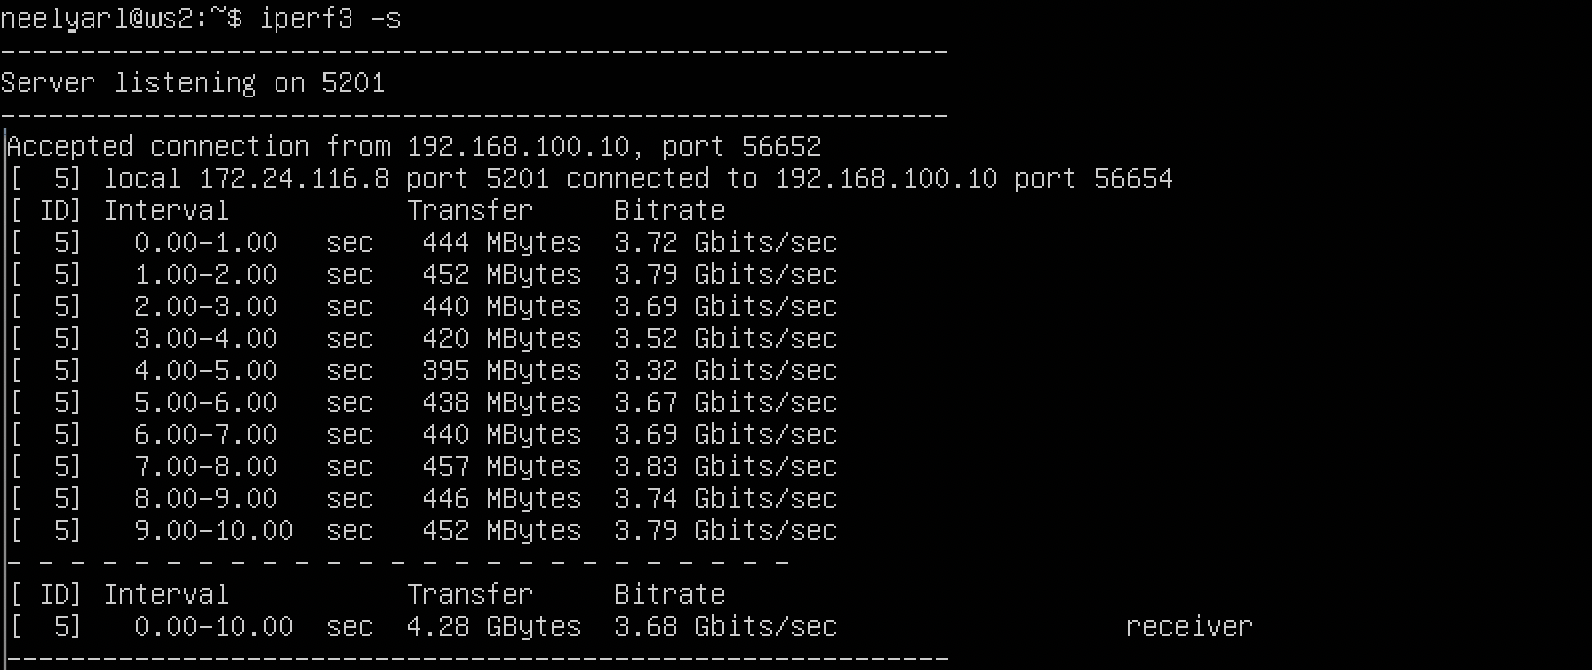 neelyarl@ws2:~$ iperf3 -s
-----------------------------------------------------------
Server listening on 5201
-----------------------------------------------------------
Accepted connection from 192.168.100.10, port 56652
[  5] local 172.24.116.8 port 5201 connected to 192.168.100.10 port 56654
[ ID] Interval           Transfer     Bitrate
[  5]   0.00-1.00   sec   444 MBytes  3.72 Gbits/sec
[  5]   1.00-2.00   sec   452 MBytes  3.79 Gbits/sec
[  5]   2.00-3.00   sec   440 MBytes  3.69 Gbits/sec
[  5]   3.00-4.00   sec   420 MBytes  3.52 Gbits/sec
[  5]   4.00-5.00   sec   395 MBytes  3.32 Gbits/sec
[  5]   5.00-6.00   sec   438 MBytes  3.67 Gbits/sec
[  5]   6.00-7.00   sec   440 MBytes  3.69 Gbits/sec
[  5]   7.00-8.00   sec   457 MBytes  3.83 Gbits/sec
[  5]   8.00-9.00   sec   446 MBytes  3.74 Gbits/sec
[  5]   9.00-10.00  sec   452 MBytes  3.79 Gbits/sec
- - - - - - - - - - - - - - - - - - - - - - - - -
[ ID] Interval           Transfer     Bitrate
[  5]   0.00-10.00  sec  4.28 GBytes  3.68 Gbits/sec                  receiver
-----------------------------------------------------------